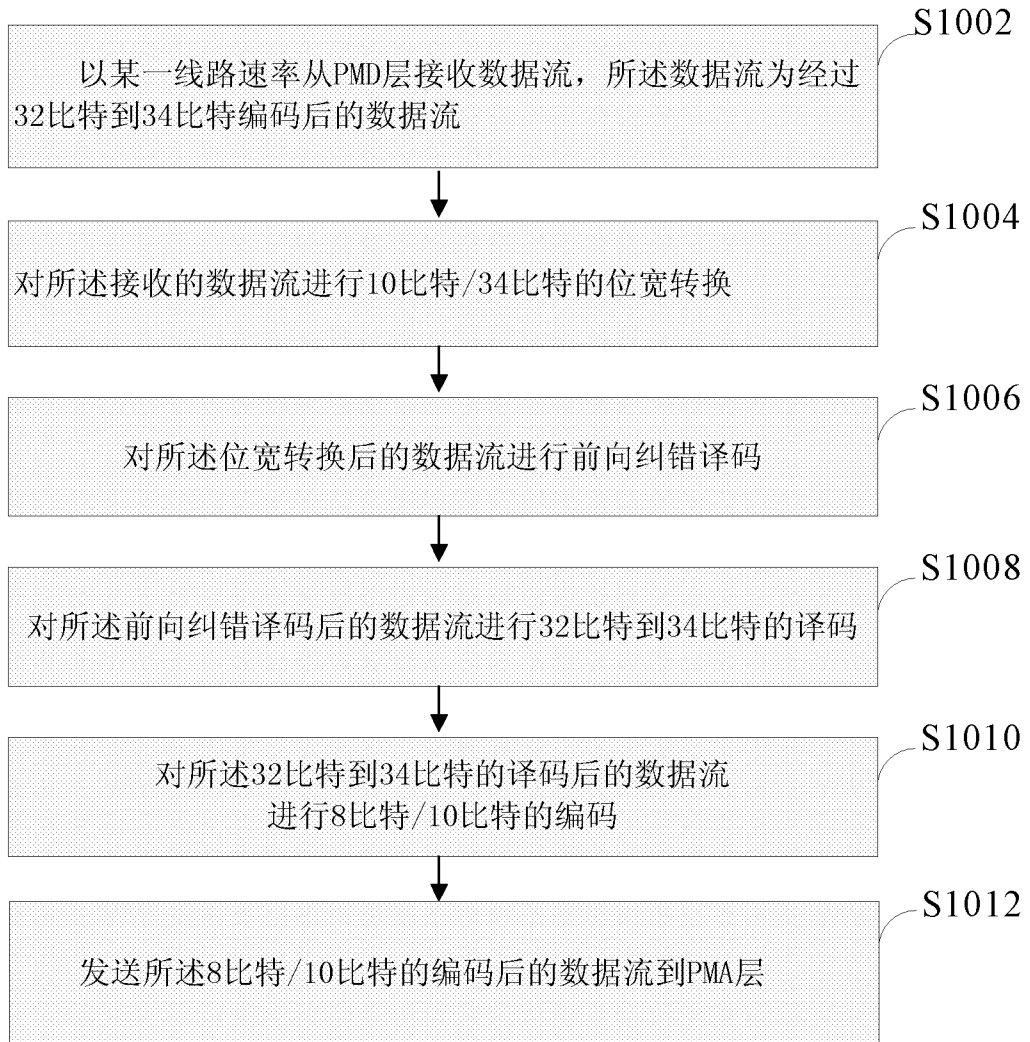 S1002
以某一线路速率从PMD层接收数据流，所述数据流为经过
32比特到34比特编码后的数据流
S1004
对所述接收的数据流进行10比特/34比特的位宽转换
S1006
对所述位宽转换后的数据流进行前向纠错译码
S1008
对所述前向纠错译码后的数据流进行32比特到34比特的译码
S1010
对所述32比特到34比特的译码后的数据流
进行8比特/10比特的编码
S1012
发送所述8比特/10比特的编码后的数据流到PMA层